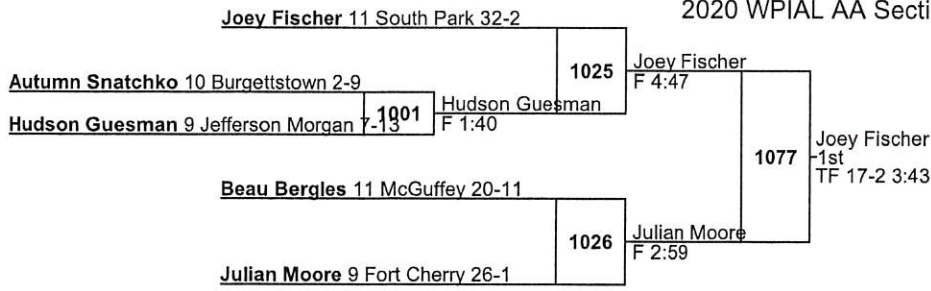 2020 WPIAL AA Secti
Joey Fischer 11 South Park 32-2
1025
Joey Fischer
F 4:47
Autumn Snatchko 10 Burgettstown 2-9
1001
Hudson Guesman
F 1:40
Hudson Guesman 9 Jefferson Morgan 7-13
1077
Joey Fischer
1st
TF 17-2 3:43
Beau Bergles 11 McGuffey 20-11
1026
Julian Moore
F 2:59
Julian Moore 9 Fort Cherry 26-1